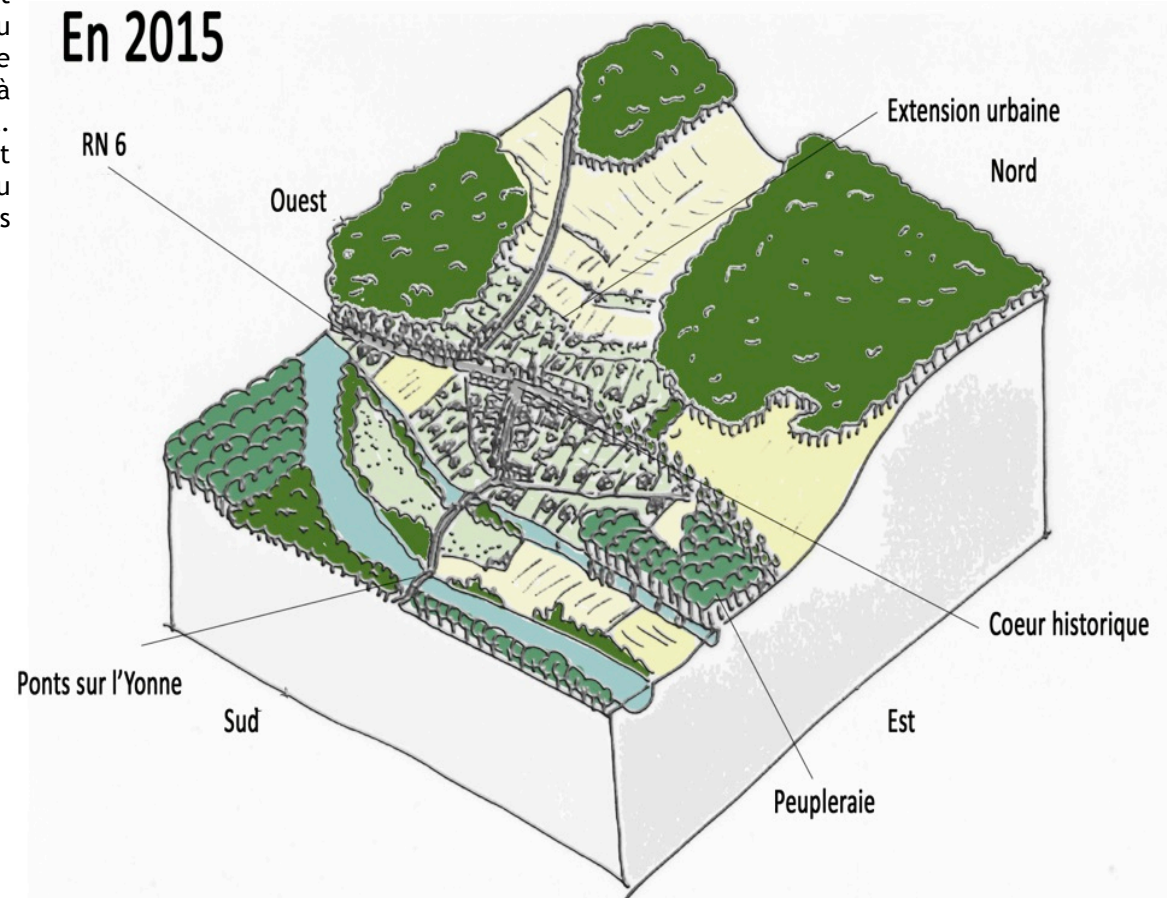 t
u
e
à
.
t
u
s
En 2015
RN 6
Ouest
Extension urbaine
Nord
Coeur historique
Ponts sur l'Yonne
Sud
Est
Peupleraie